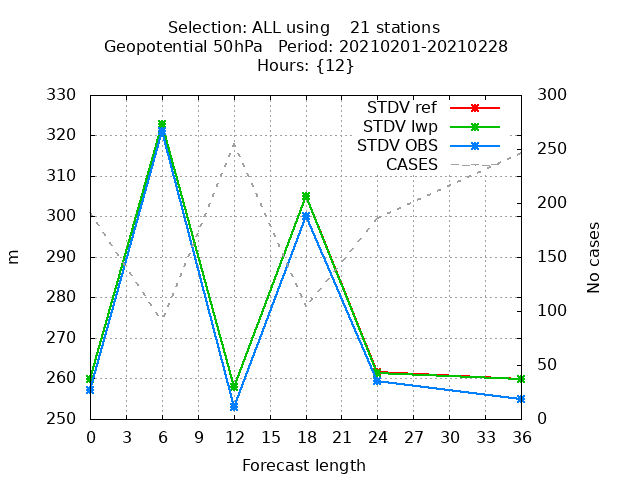 Selection: ALL using    21 stations
Geopotential 50hPa   Period: 20210201-20210228
Hours: {12}
330
320
310
300
290
280
270
260
250
m
STDV ref
STDV lwp
STDV OBS
CASES
300
250
200
150
100
50
0
No cases
0 3 6 9 12 15 18 21 24 27 30 33 36
Forecast length